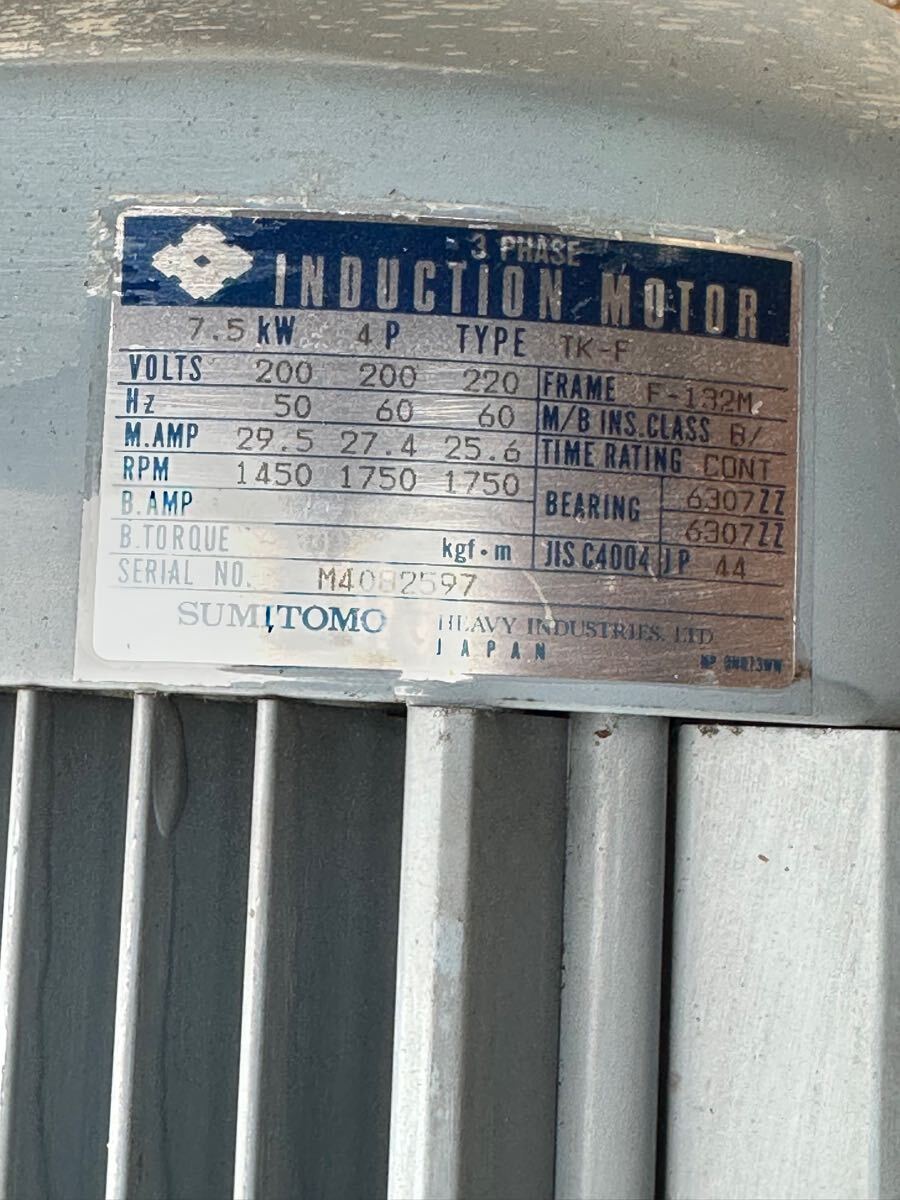 3 PHASE
INDUCTION MOTOR
7.5 kW 4 P TYPE TK-F
VOLTS 200 200 220 FRAME F-132M
Hz 50 60 60 M/B INS.CLASS B/
M.AMP 29.5 27.4 25.6 TIME RATING CONT
RPM 1450 1750 1750 BEARING 6307ZZ
B.AMP 6307ZZ
B.TORQUE kgf·m JIS C4004 IP 44
SERIAL NO. M4082597
SUMITOMO HEAVY INDUSTRIES, LTD
JAPAN
NP